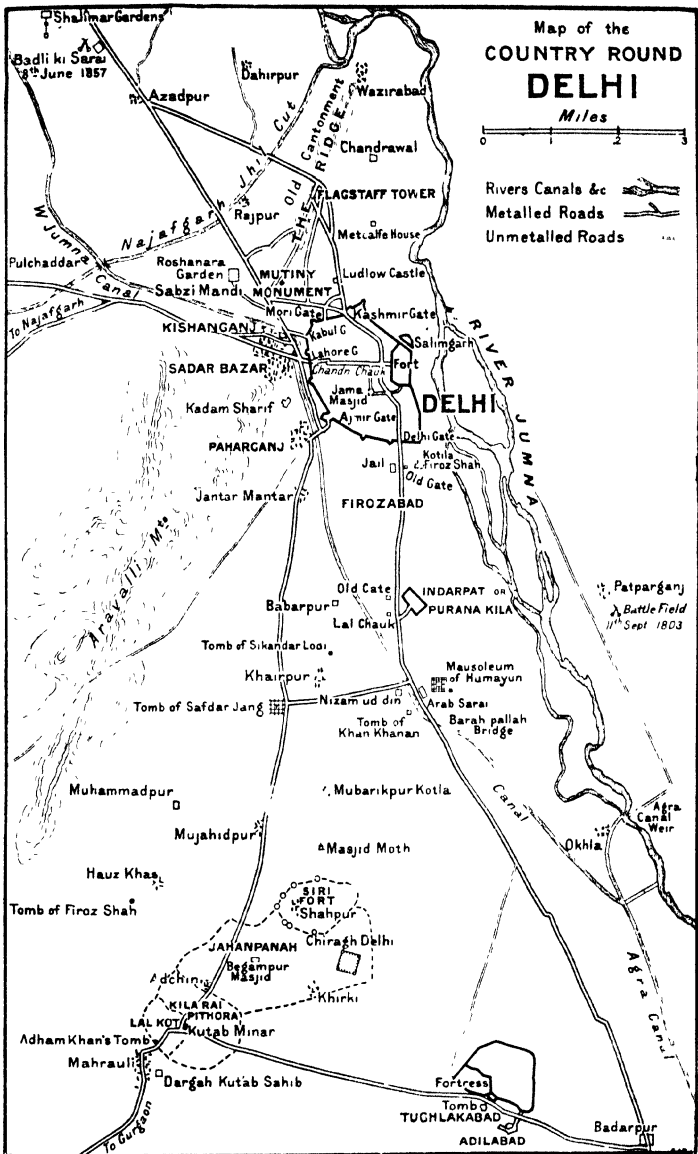 Map of the
COUNTRY ROUND
DELHI
Miles
0 1 2 3
Rivers Canals &c
Metalled Roads
Unmetalled Roads
Shalimar Gardens
Badli ki Sarai
8th June 1857
Dahirpur
Azadpur
Wazirabad
Najafgarh Jhil Cut
Old Cantonment
THE RIDGE
Chandrawal
FLAGSTAFF TOWER
Rajpur
Metcalfe House
W Jumna Canal
Pulchaddar
Roshanara
Garden
MUTINY
MONUMENT
Ludlow Castle
Sabzi Mandi
To Najafgarh
Mori Gate
Kashmir Gate
KISHANGANJ
Kabul G
Salimgarh
RIVER JUMNA
Lahore G
Fort
SADAR BAZAR
Chandn Chauk
Jama
Masjid
DELHI
Kadam Sharif
Ajmir Gate
PAHARGANJ
Delhi Gate
Kotila
Firoz Shah
Jail
Old Gate
Jantar Mantar
FIROZABAD
Aravalli Mts
Old Gate
INDARPAT OR
PURANA KILA
Patparganj
Battle Field
11th Sept 1803
Babarpur
Lal Chauk
Tomb of Sikandar Lodi
Khairpur
Mausoleum
of Humayun
Tomb of Safdar Jang
Nizam ud din
Arab Sarai
Tomb of
Khan Khanan
Barah pallah
Bridge
Muhammadpur
Mubarikpur Kotla
Canal
Agra
Canal
Weir
Mujahidpur
Masjid Moth
Okhla
Hauz Khas
SIRI
FORT
Shahpur
Tomb of Firoz Shah
JAHANPANAH
Chiragh Delhi
Begampur
Masjid
Adchin
Khirki
Agra Canal
KILA RAI
PITHORA
LAL KOT
Kutab Minar
Adham Khan's Tomb
Mahrauli
Dargah Kutab Sahib
Fortress
Tomb
TUGHLAKABAD
ADILABAD
Badarpur
To Gurgaon